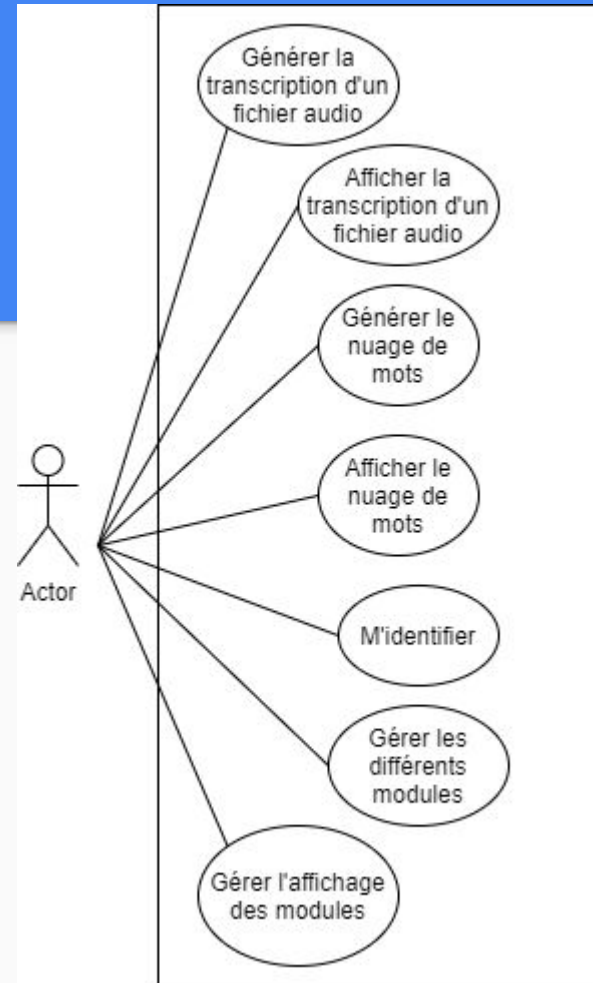 Générer la
transcription d'un
fichier audio
Afficher la
transcription d'un
fichier audio
Générer le
nuage de
mots
Afficher le
nuage de
mots
Actor
M'identifier
Gérer les
différents
modules
Gérer l'affichage
des modules